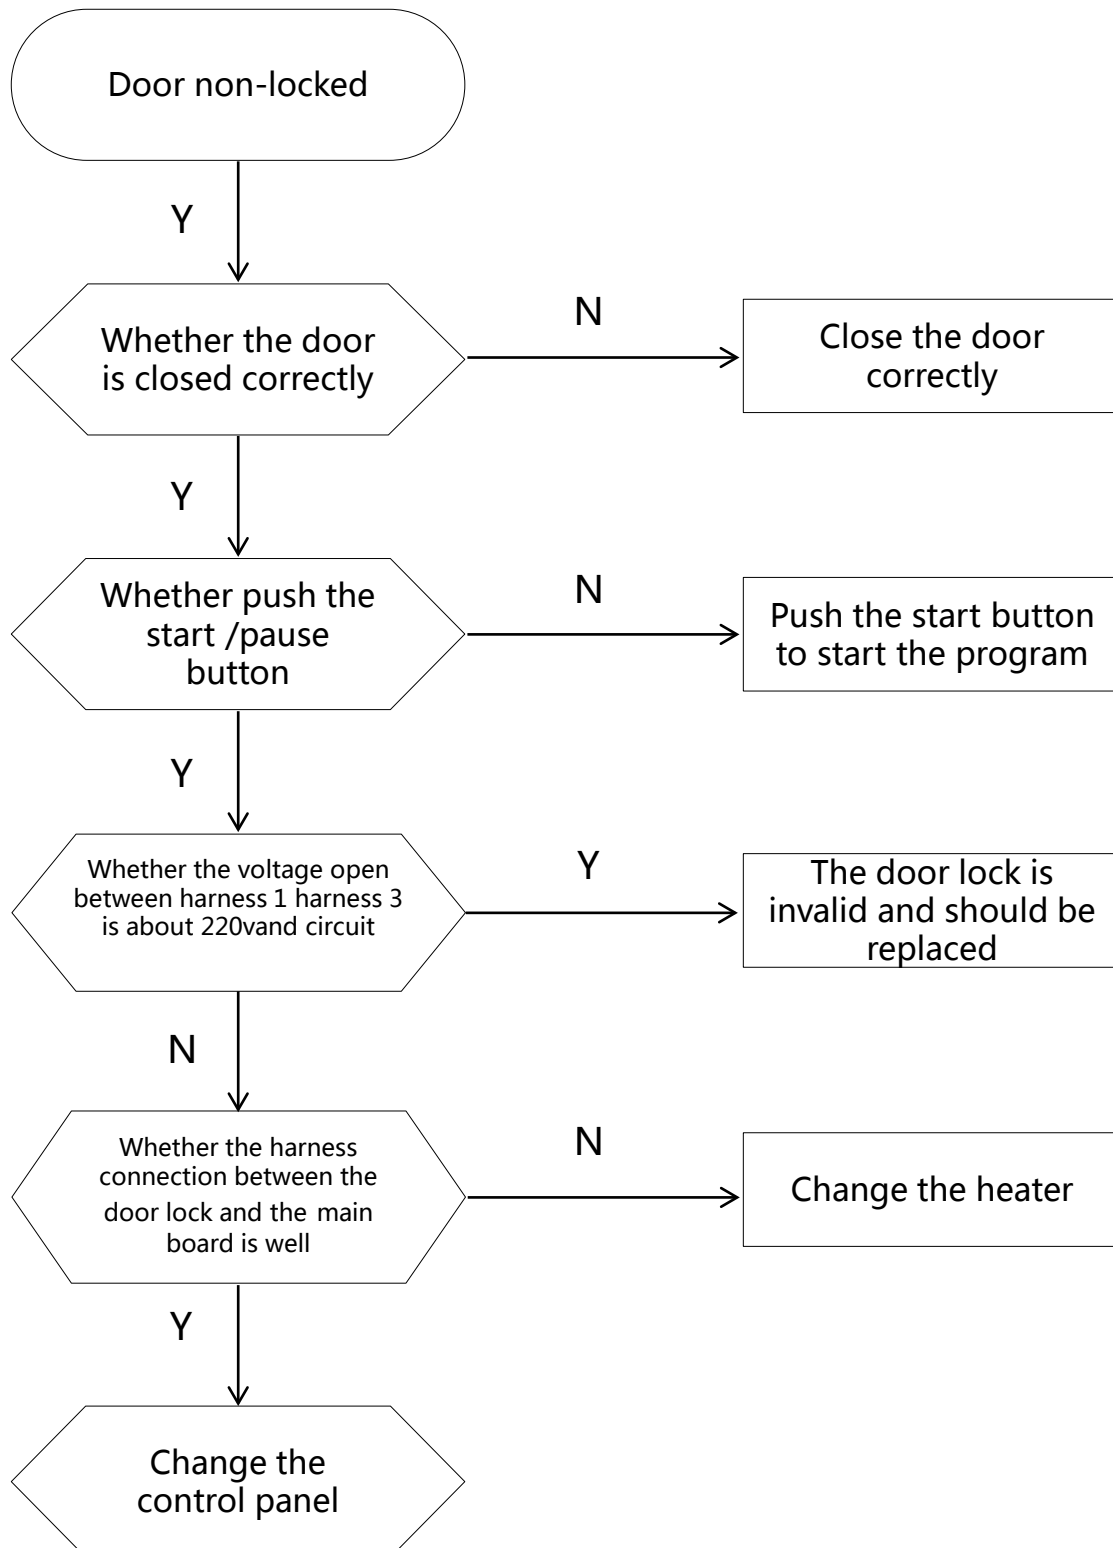 Door non-locked
Y
Whether the door
is closed correctly
N
Close the door
correctly
Y
Whether push the
start /pause
button
N
Push the start button
to start the program
Y
Whether the voltage open
between harness 1 harness 3
is about 220vand circuit
Y
The door lock is
invalid and should be
replaced
N
Whether the harness
connection between the
door lock and the main
board is well
N
Change the heater
Y
Change the
control panel